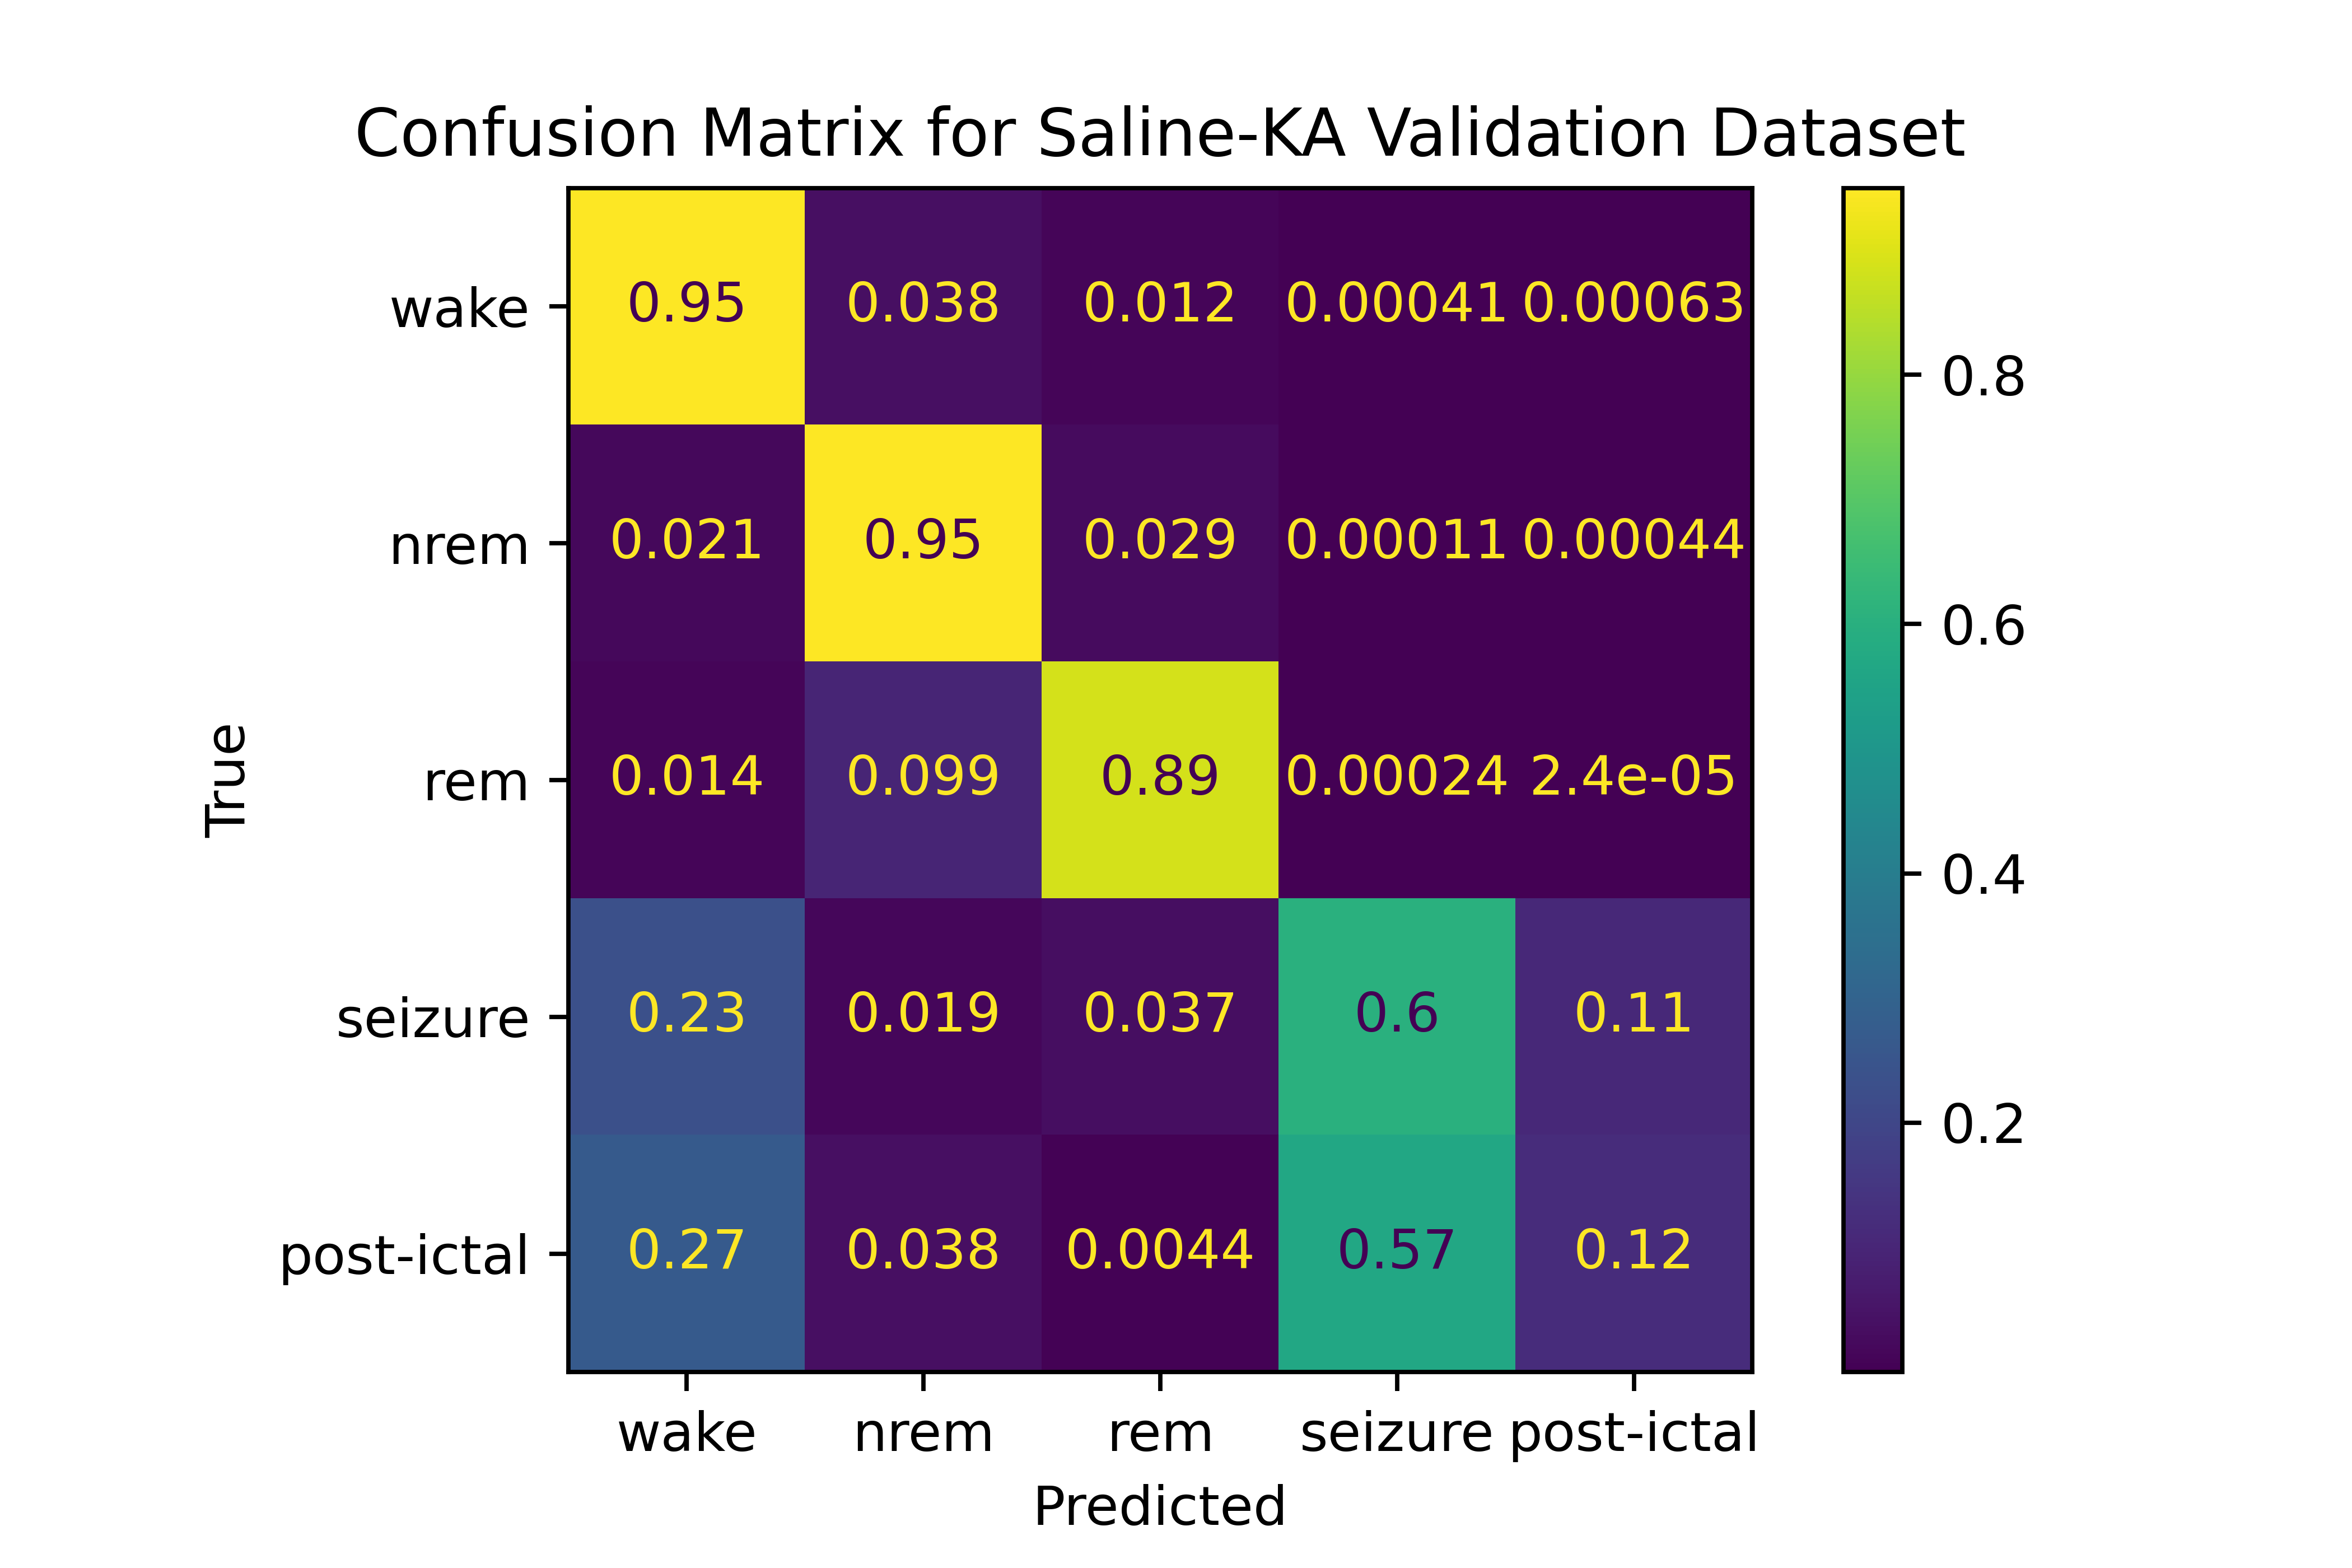 Confusion Matrix for Saline-KA Validation Dataset
wake 0.95 0.038 0.012 0.00041 0.00063
nrem 0.021 0.95 0.029 0.00011 0.00044
rem 0.014 0.099 0.89 0.00024 2.4e-05
seizure 0.23 0.019 0.037 0.6 0.11
post-ictal 0.27 0.038 0.0044 0.57 0.12
True
wake nrem rem seizure post-ictal
Predicted
0.8
0.6
0.4
0.2